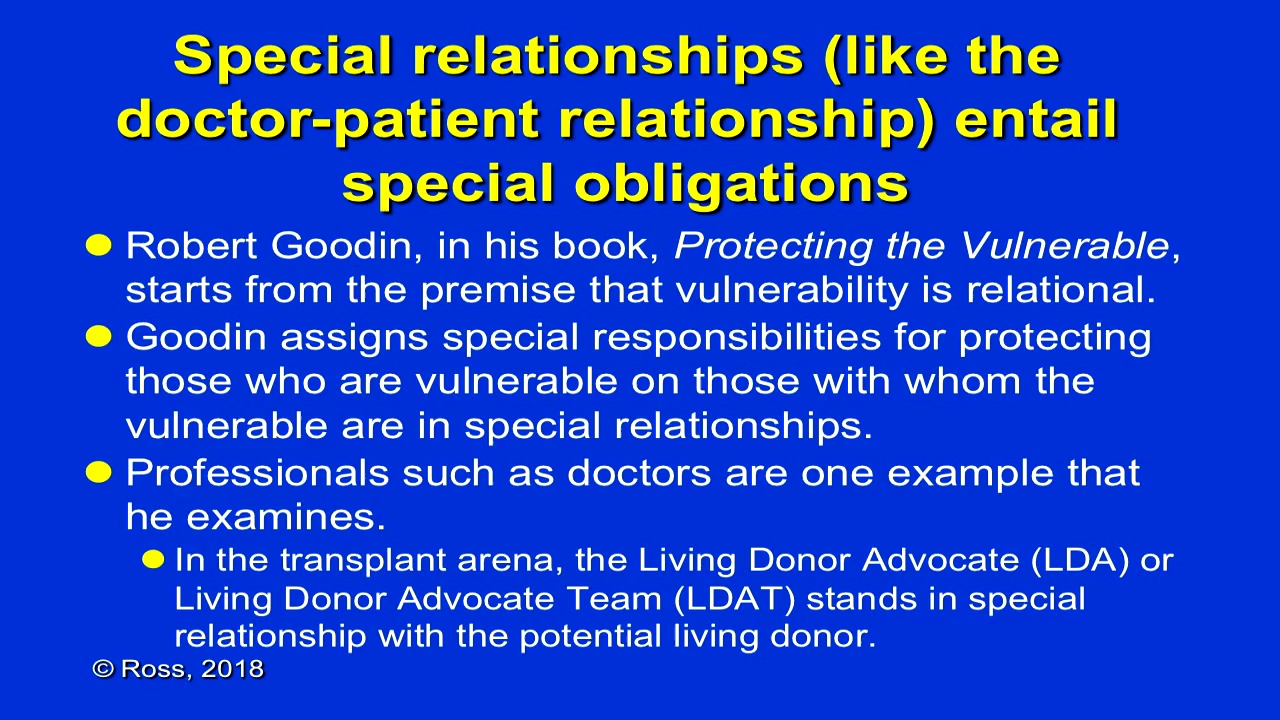 Special relationships (like the
doctor-patient relationship) entail
special obligations
Robert Goodin, in his book, Protecting the Vulnerable,
starts from the premise that vulnerability is relational.
Goodin assigns special responsibilities for protecting
those who are vulnerable on those with whom the
vulnerable are in special relationships.
Professionals such as doctors are one example that
he examines.
In the transplant arena, the Living Donor Advocate (LDA) or
Living Donor Advocate Team (LDAT) stands in special
relationship with the potential living donor.
© Ross, 2018